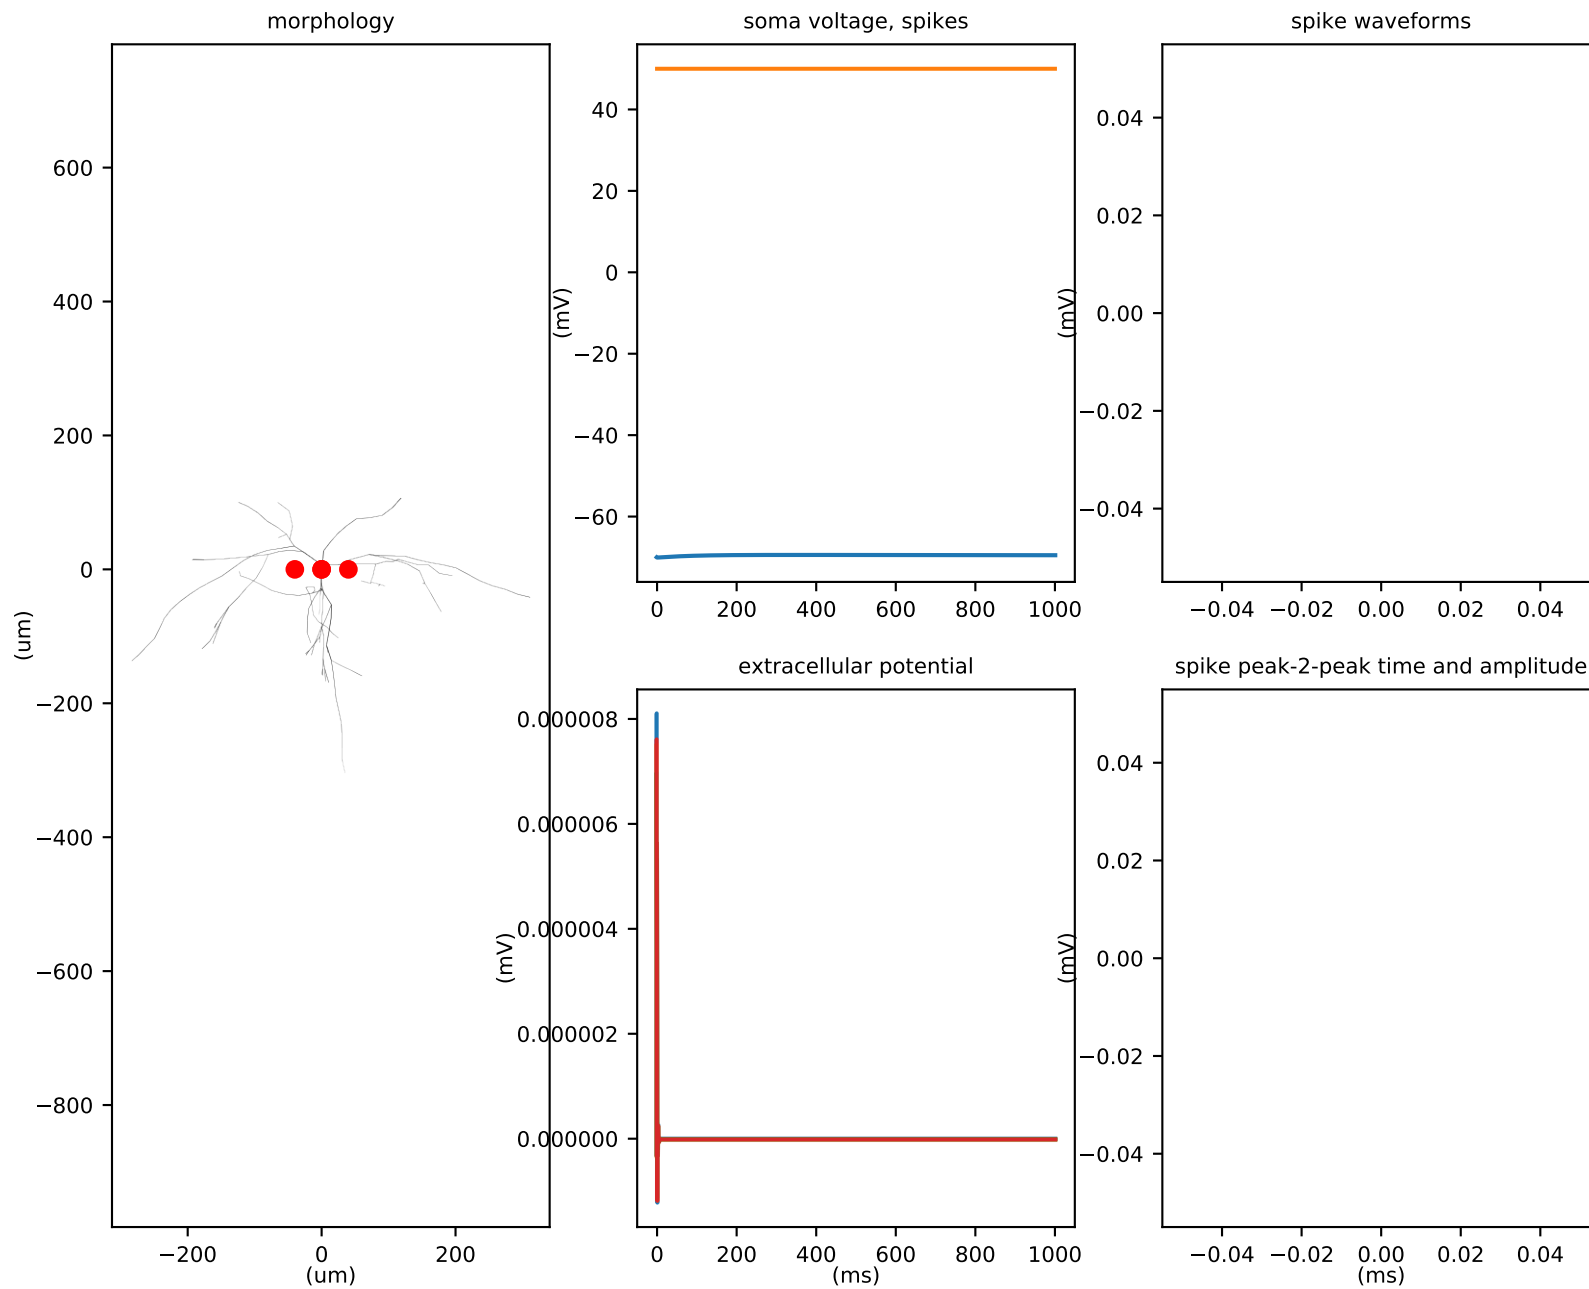 morphology
600
400
200
0
−200
−400
−600
−800
(um)
−200 0 200
(um)
soma voltage, spikes
40
20
0
−20
−40
−60
(mV)
0 200 400 600 800 1000
extracellular potential
0.000008
0.000006
0.000004
0.000002
0.000000
(mV)
0 200 400 600 800 1000
(ms)
spike waveforms
0.04
0.02
0.00
−0.02
−0.04
(mV)
−0.04 −0.02 0.00 0.02 0.04
spike peak-2-peak time and amplitude
0.04
0.02
0.00
−0.02
−0.04
(mV)
−0.04 −0.02 0.00 0.02 0.04
(ms)